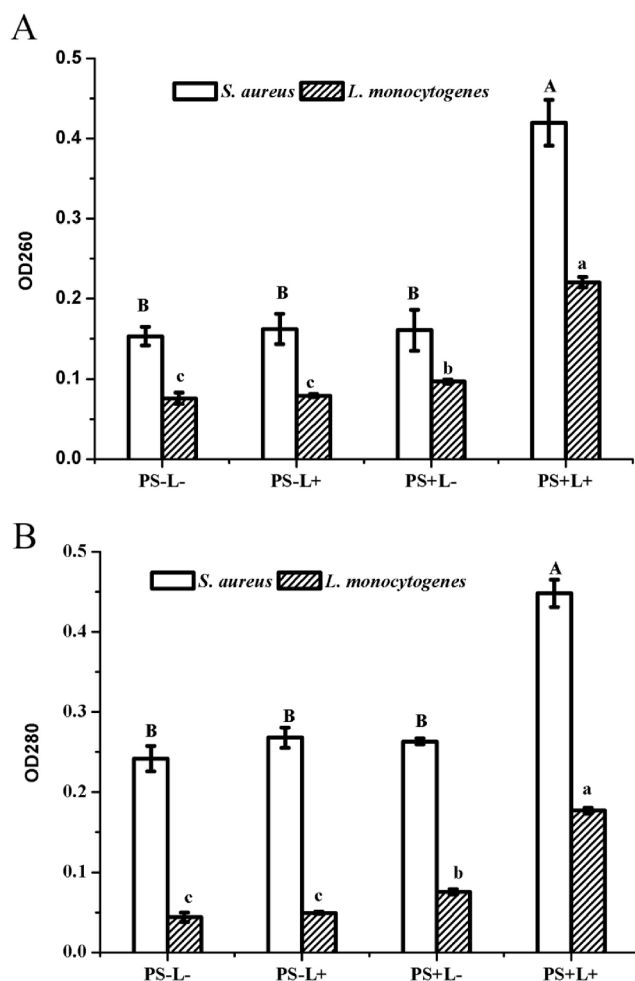 A
0.5
S. aureus L. monocytogenes
A
0.4
0.3
a
B B B
0.2
c c b
0.1
0.0
OD260
PS-L- PS-L+ PS+L- PS+L+
B
0.5
S. aureus L. monocytogenes
A
0.4
0.3
B B B
0.2
a
0.1
c c b
0.0
OD280
PS-L- PS-L+ PS+L- PS+L+